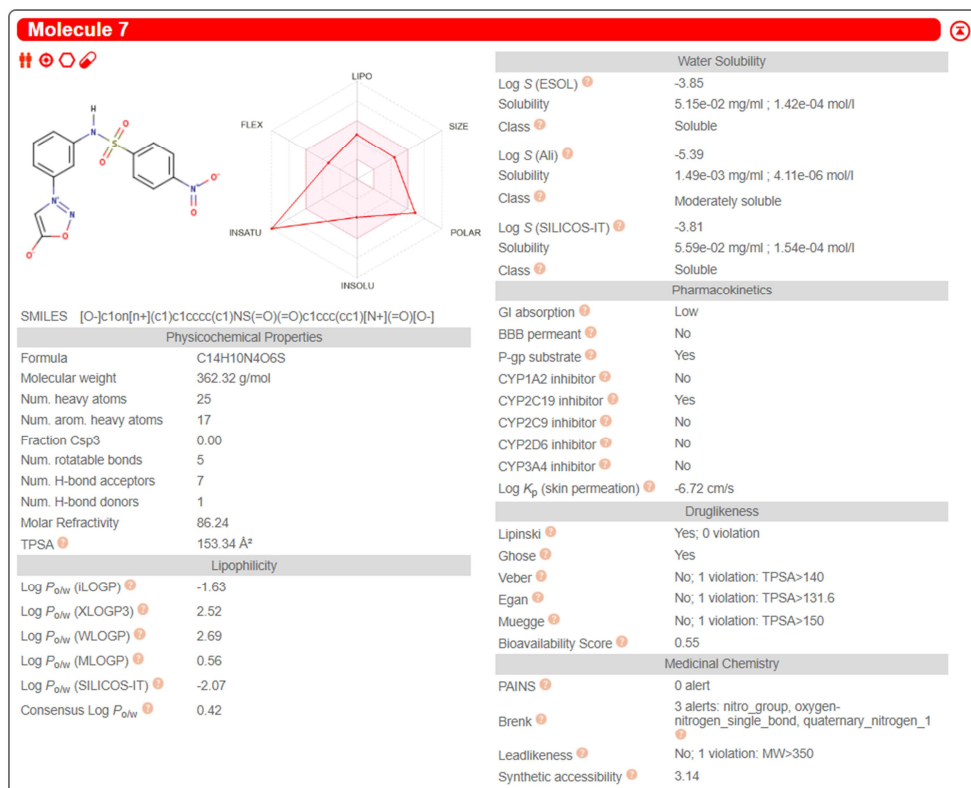 Molecule 7
LIPO
FLEX
SIZE
INSATU
POLAR
INSOLU
H
N
S
O
O
N+
O-
O
N+
N
O
O-
SMILES [O-]c1on[n+](c1)c1cccc(c1)NS(=O)(=O)c1ccc(cc1)[N+](=O)[O-]
Physicochemical Properties
Formula C14H10N4O6S
Molecular weight 362.32 g/mol
Num. heavy atoms 25
Num. arom. heavy atoms 17
Fraction Csp3 0.00
Num. rotatable bonds 5
Num. H-bond acceptors 7
Num. H-bond donors 1
Molar Refractivity 86.24
TPSA ? 153.34 Å²
Lipophilicity
Log Po/w (iLOGP) ? -1.63
Log Po/w (XLOGP3) ? 2.52
Log Po/w (WLOGP) ? 2.69
Log Po/w (MLOGP) ? 0.56
Log Po/w (SILICOS-IT) ? -2.07
Consensus Log Po/w ? 0.42
Water Solubility
Log S (ESOL) ? -3.85
Solubility 5.15e-02 mg/ml ; 1.42e-04 mol/l
Class ? Soluble
Log S (Ali) ? -5.39
Solubility 1.49e-03 mg/ml ; 4.11e-06 mol/l
Class ? Moderately soluble
Log S (SILICOS-IT) ? -3.81
Solubility 5.59e-02 mg/ml ; 1.54e-04 mol/l
Class ? Soluble
Pharmacokinetics
GI absorption ? Low
BBB permeant ? No
P-gp substrate ? Yes
CYP1A2 inhibitor ? No
CYP2C19 inhibitor ? Yes
CYP2C9 inhibitor ? No
CYP2D6 inhibitor ? No
CYP3A4 inhibitor ? No
Log Kp (skin permeation) ? -6.72 cm/s
Druglikeness
Lipinski ? Yes; 0 violation
Ghose ? Yes
Veber ? No; 1 violation: TPSA>140
Egan ? No; 1 violation: TPSA>131.6
Muegge ? No; 1 violation: TPSA>150
Bioavailability Score ? 0.55
Medicinal Chemistry
PAINS ? 0 alert
Brenk ? 3 alerts: nitro_group, oxygen-
nitrogen_single_bond, quaternary_nitrogen_1
?
Leadlikeness ? No; 1 violation: MW>350
Synthetic accessibility ? 3.14